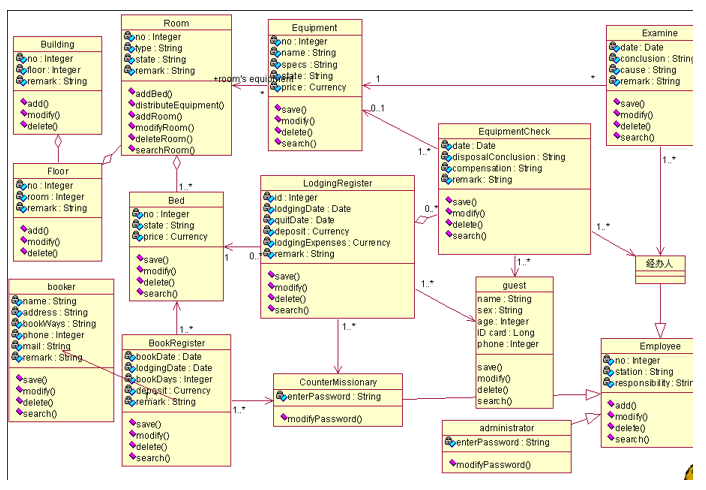 Building
no : Integer
floor : Integer
remark : String
add()
modify()
delete()
Floor
no : Integer
room : Integer
remark : String
add()
modify()
delete()
booker
name : String
address : String
bookWays : String
phone : Integer
mail : String
remark : String
save()
modify()
delete()
search()
Room
no : Integer
type : String
state : String
remark : String
addBed()
distributeEquipment()
addRoom()
modifyRoom()
deleteRoom()
searchRoom()
1..*
Bed
no : Integer
state : String
price : Currency
save()
modify()
delete()
search()
1..*
BookRegister
bookDate : Date
lodgingDate : Date
bookDays : Integer
deposit : Currency
remark : String
save()
modify()
delete()
search()
1..*
+room's equipment
*
Equipment
no : Integer
name : String
specs : String
state : String
price : Currency
save()
modify()
delete()
search()
1
*
0..1
1..*
LodgingRegister
id : Integer
lodgingDate : Date
quitDate : Date
deposit : Currency
lodgingExpenses : Currency
remark : String
save()
modify()
delete()
search()
1
0..*
0..*
1..*
1..*
CounterMissionary
enterPassword : String
modifyPassword()
EquipmentCheck
date : Date
disposalConclusion : String
compensation : String
remark : String
save()
modify()
delete()
search()
1..*
1..*
guest
name : String
sex : String
age : Integer
ID card : Long
phone : Integer
save()
modify()
delete()
search()
administrator
enterPassword : String
modifyPassword()
Examine
date : Date
conclusion : String
cause : String
remark : String
save()
modify()
delete()
search()
1..*
经办人
Employee
no : Integer
station : String
responsibility : Strin
add()
modify()
delete()
search()